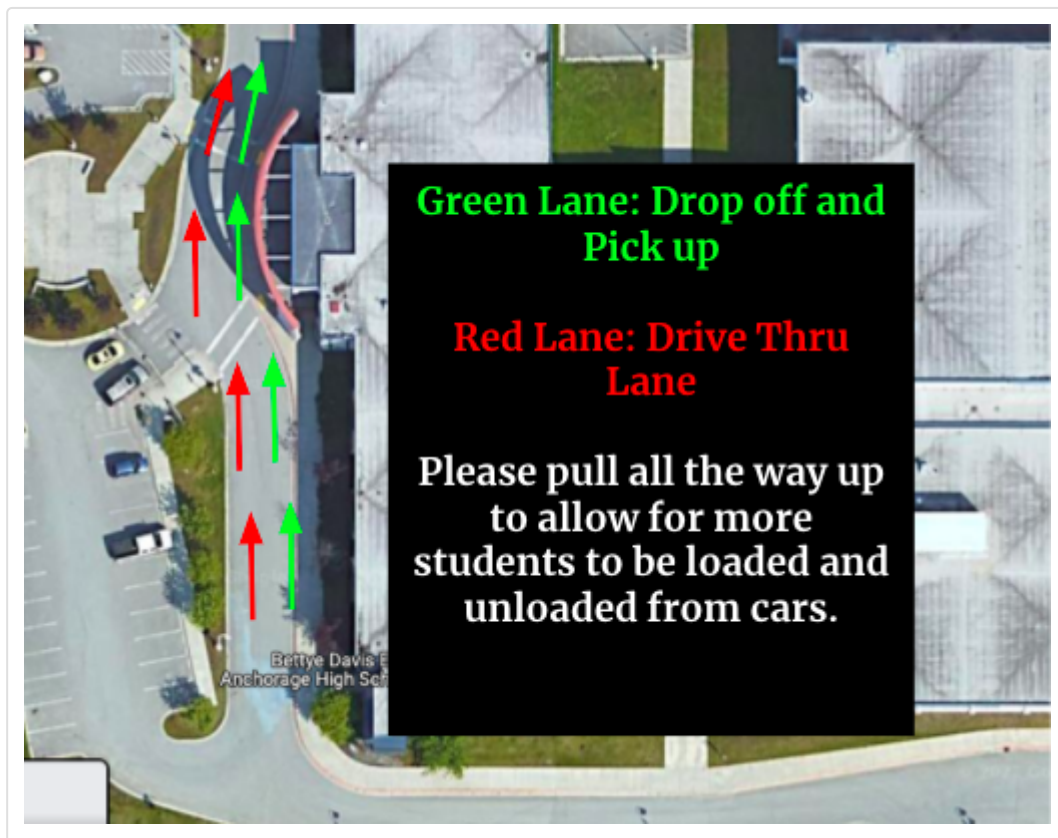 Green Lane: Drop off and
Pick up
Red Lane: Drive Thru
Lane
Please pull all the way up
to allow for more
students to be loaded and
unloaded from cars.
Bettye Davis E
Anchorage High Sch